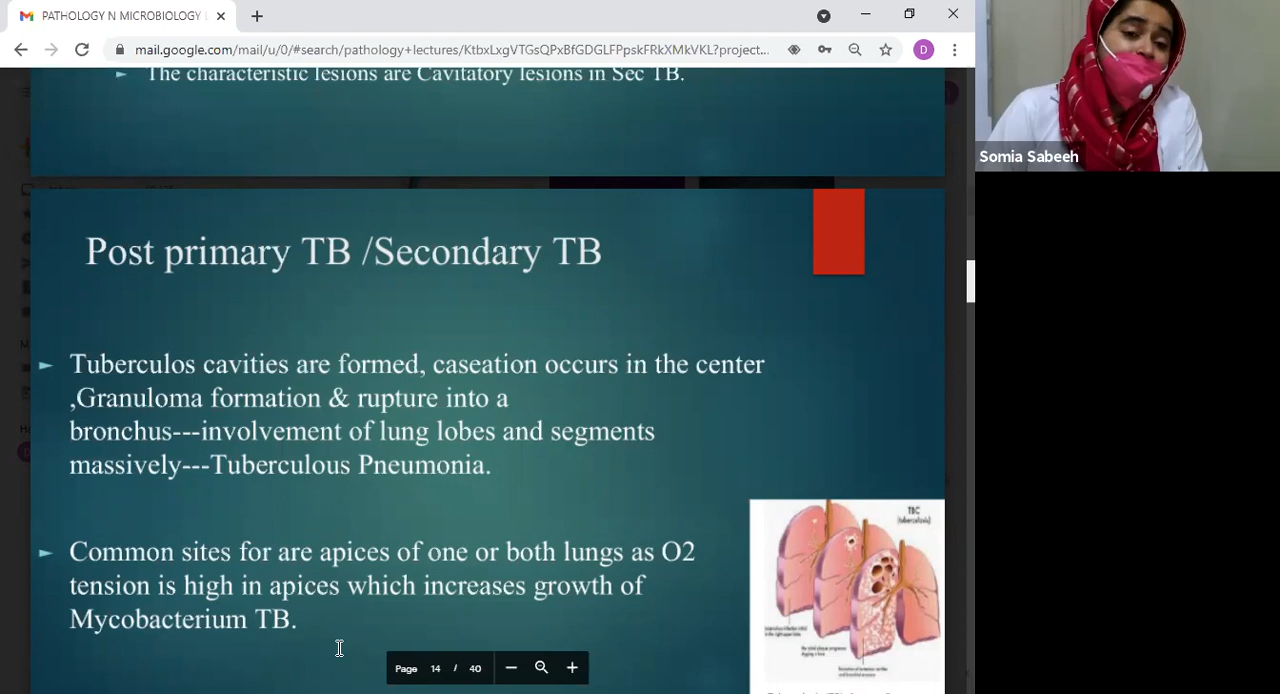 PATHOLOGY N MICROBIOLOGY
mail.google.com/mail/u/0/#search/pathology+lectures/KtbxLxgVTGsQPxBfGDGLFPpskFRkXMkVKL?project...
D
The characteristic lesions are Cavitatory lesions in Sec TB.
Somia Sabeeh
Post primary TB /Secondary TB
► Tuberculos cavities are formed, caseation occurs in the center
,Granuloma formation & rupture into a
bronchus---involvement of lung lobes and segments
massively---Tuberculous Pneumonia.
► Common sites for are apices of one or both lungs as O2
tension is high in apices which increases growth of
Mycobacterium TB.
TBC
(tuberculosis)
Page 14 / 40